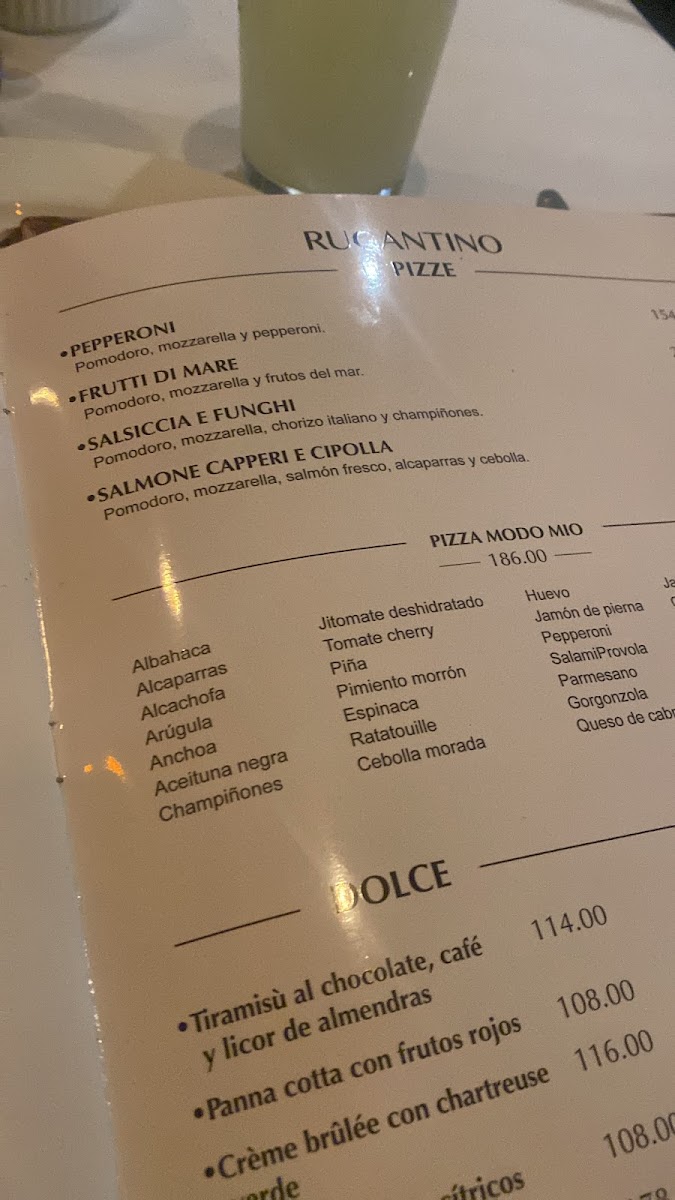 RUGANTINO
PIZZE
•PEPPERONI
Pomodoro, mozzarella y pepperoni.
154
•FRUTTI DI MARE
Pomodoro, mozzarella y frutos del mar.
•SALSICCIA E FUNGHI
Pomodoro, mozzarella, chorizo italiano y champiñones.
•SALMONE CAPPERI E CIPOLLA
Pomodoro, mozzarella, salmón fresco, alcaparras y cebolla.
PIZZA MODO MIO
186.00
Albahaca
Alcaparras
Alcachofa
Arúgula
Anchoa
Aceituna negra
Champiñones
Jitomate deshidratado
Tomate cherry
Piña
Pimiento morrón
Espinaca
Ratatouille
Cebolla morada
Huevo
Jamón de pierna
Pepperoni
SalamiProvola
Parmesano
Gorgonzola
Queso de cabr
Ja
DOLCE
•Tiramisù al chocolate, café 114.00
y licor de almendras
•Panna cotta con frutos rojos 108.00
•Crème brûlée con chartreuse 116.00
verde
cítricos 108.00